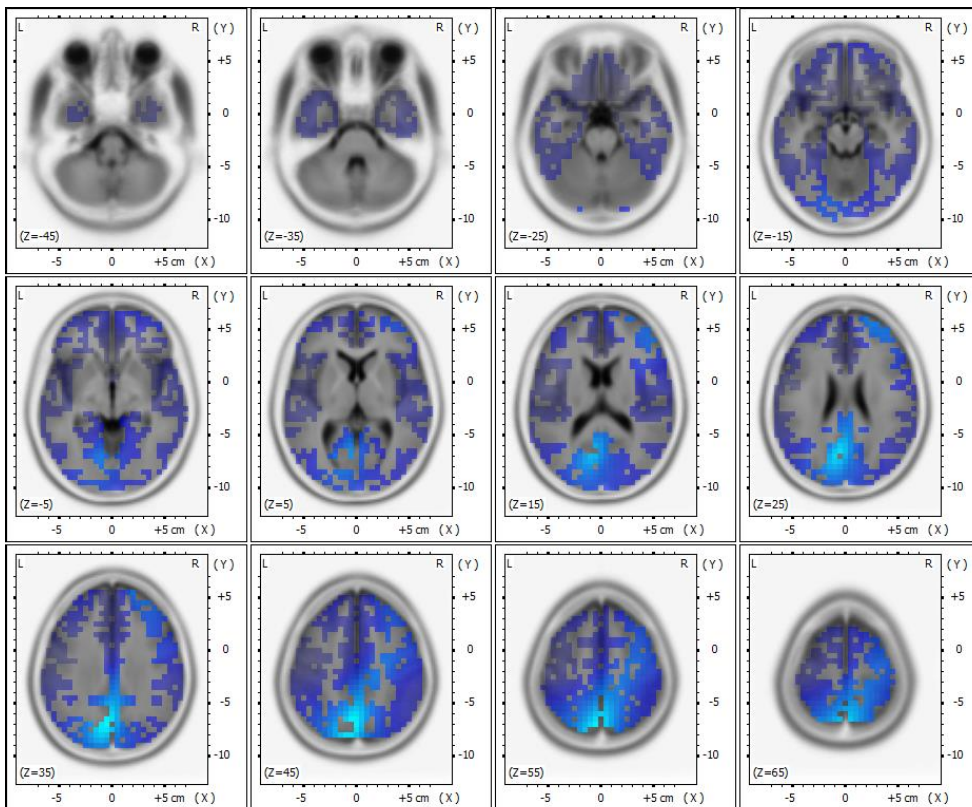 L R (Y)
+5
0
-5
-10
(Z=-45)
-5 0 +5 cm (X)
L R (Y)
+5
0
-5
-10
(Z=-35)
-5 0 +5 cm (X)
L R (Y)
+5
0
-5
-10
(Z=-25)
-5 0 +5 cm (X)
L R (Y)
+5
0
-5
-10
(Z=-15)
-5 0 +5 cm (X)
L R (Y)
+5
0
-5
-10
(Z=-5)
-5 0 +5 cm (X)
L R (Y)
+5
0
-5
-10
(Z=5)
-5 0 +5 cm (X)
L R (Y)
+5
0
-5
-10
(Z=15)
-5 0 +5 cm (X)
L R (Y)
+5
0
-5
-10
(Z=25)
-5 0 +5 cm (X)
L R (Y)
+5
0
-5
-10
(Z=35)
-5 0 +5 cm (X)
L R (Y)
+5
0
-5
-10
(Z=45)
-5 0 +5 cm (X)
L R (Y)
+5
0
-5
-10
(Z=55)
-5 0 +5 cm (X)
L R (Y)
+5
0
-5
-10
(Z=65)
-5 0 +5 cm (X)